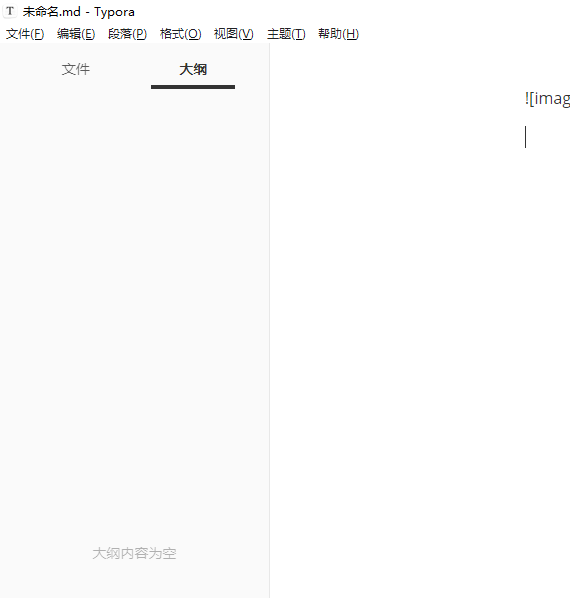 T 未命名.md - Typora
文件(F) 编辑(E) 段落(P) 格式(O) 视图(V) 主题(T) 帮助(H)
文件 大纲
![imag
大纲内容为空